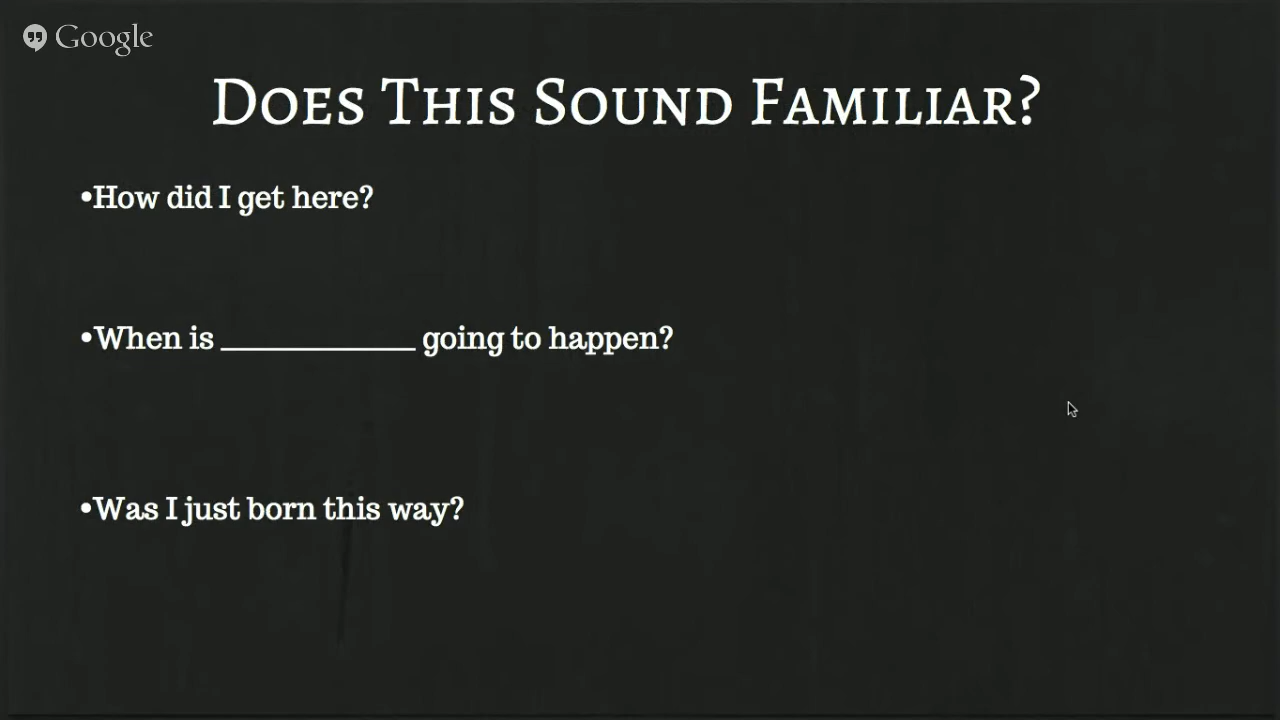 Google
Does This Sound Familiar?
•How did I get here?
•When is ____________ going to happen?
•Was I just born this way?